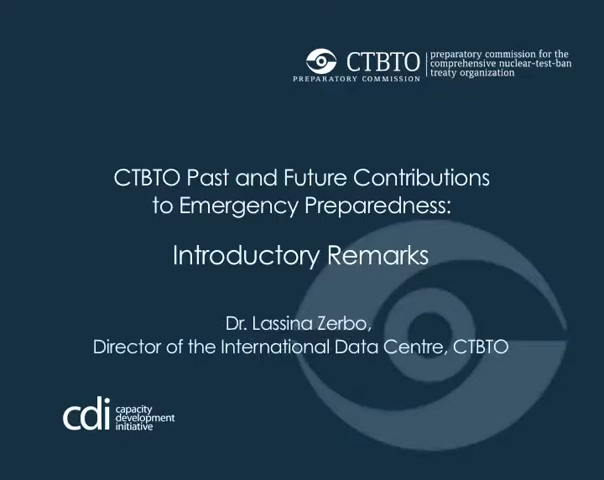 CTBTO
PREPARATORY COMMISSION
preparatory commission for the
comprehensive nuclear-test-ban
treaty organization
CTBTO Past and Future Contributions
to Emergency Preparedness:
Introductory Remarks
Dr. Lassina Zerbo,
Director of the International Data Centre, CTBTO
cdi
capacity
development
initiative